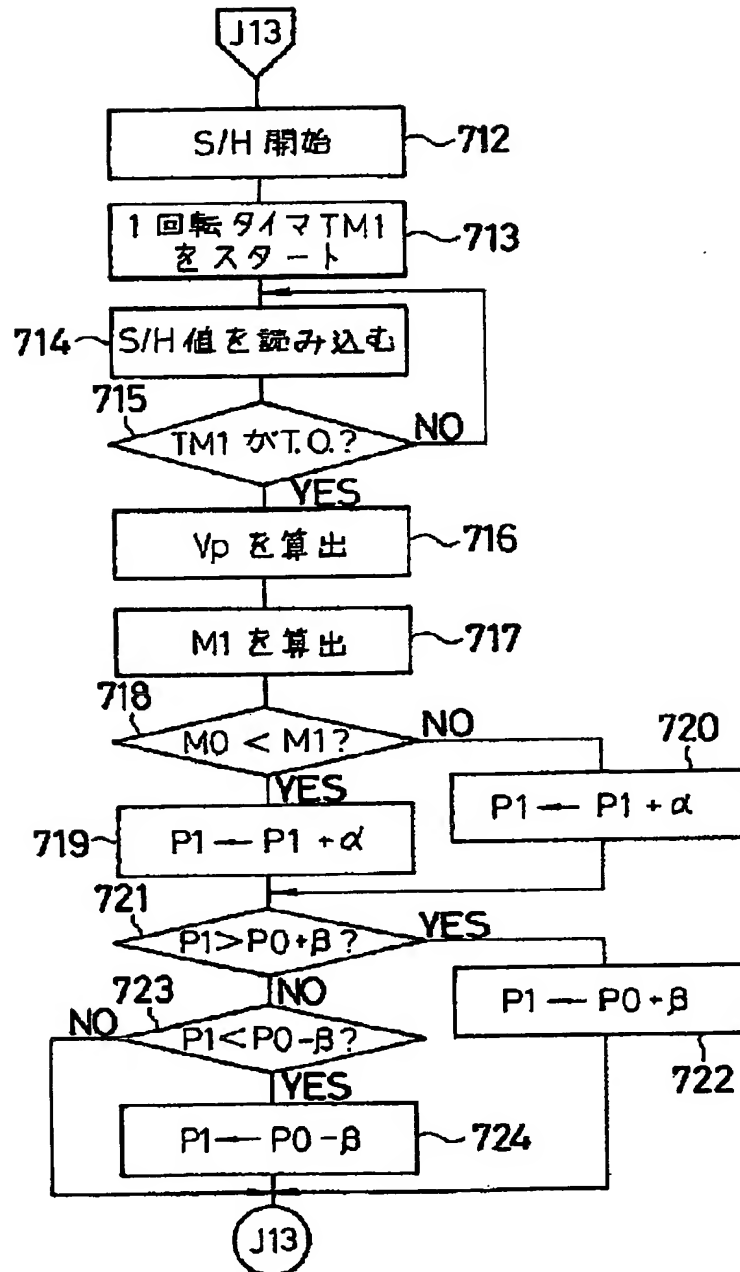 J13
S/H 開始
712
1 回転タイマ TM1
をスタート
713
714
S/H 値を読み込む
715
TM1 がT.O.?
NO
YES
Vp を算出
716
M1 を算出
717
718
M0 < M1?
NO
YES
720
P1 ← P1 + α
719
P1 ← P1 + α
721
P1>P0+β?
YES
NO
P1 ← P0+β
722
723
NO
P1<P0-β?
YES
P1 ← P0-β
724
J13